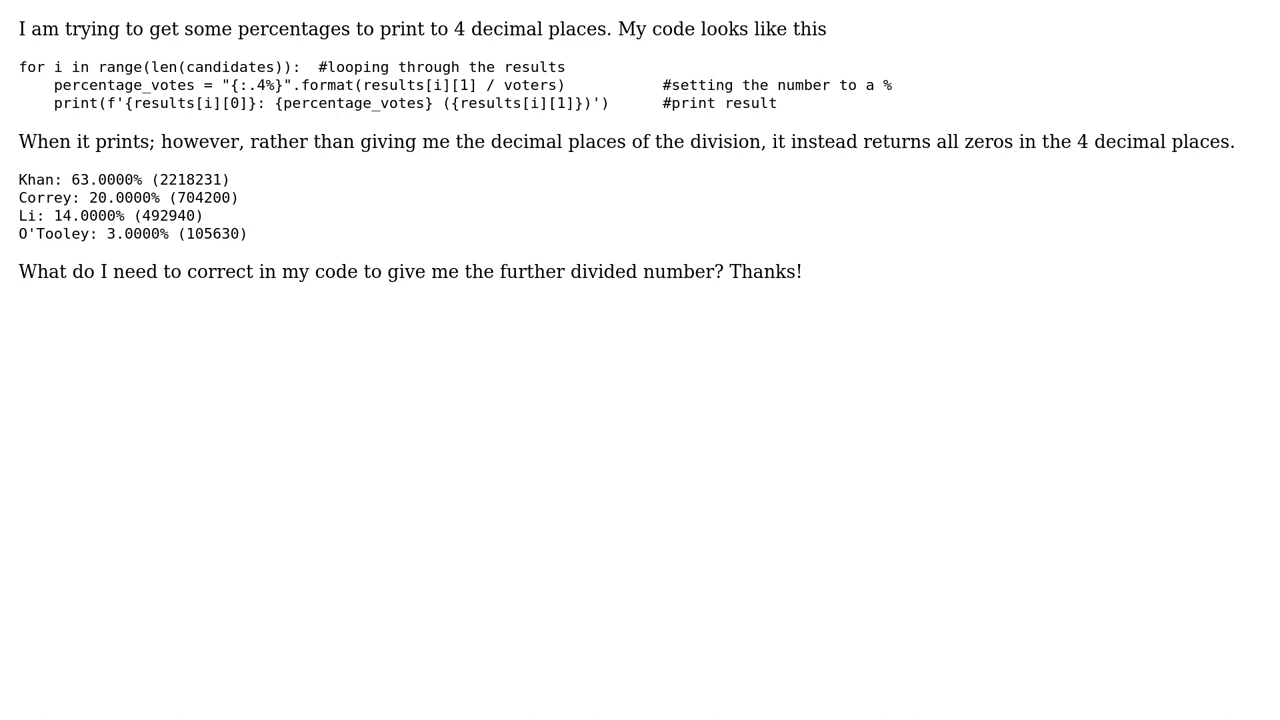 I am trying to get some percentages to print to 4 decimal places. My code looks like this
for i in range(len(candidates)):  #looping through the results
    percentage_votes = "{:.4%}".format(results[i][1] / voters)           #setting the number to a %
    print(f'{results[i][0]}: {percentage_votes} ({results[i][1]})')      #print result
When it prints; however, rather than giving me the decimal places of the division, it instead returns all zeros in the 4 decimal places.
Khan: 63.0000% (2218231)
Correy: 20.0000% (704200)
Li: 14.0000% (492940)
O'Tooley: 3.0000% (105630)
What do I need to correct in my code to give me the further divided number? Thanks!